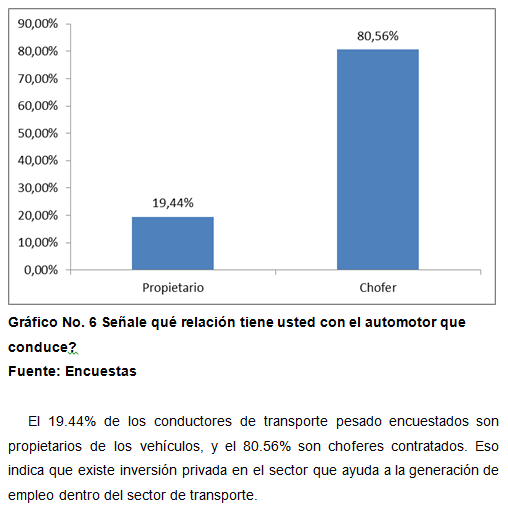 90,00%
80,00%
70,00%
60,00%
50,00%
40,00%
30,00%
20,00%
10,00%
0,00%
19,44%
80,56%
Propietario
Chofer
Gráfico No. 6 Señale qué relación tiene usted con el automotor que
conduce?
Fuente: Encuestas
El 19.44% de los conductores de transporte pesado encuestados son
propietarios de los vehículos, y el 80.56% son choferes contratados. Eso
indica que existe inversión privada en el sector que ayuda a la generación de
empleo dentro del sector de transporte.